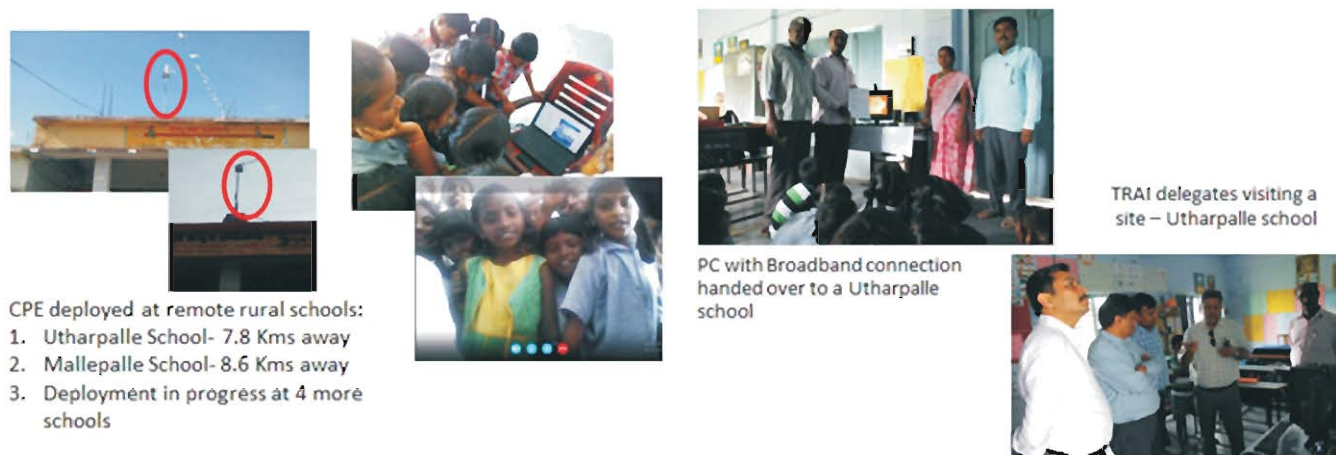 CPE deployed at remote rural schools:
1. Utharpalle School- 7.8 Kms away
2. Mallepalle School- 8.6 Kms away
3. Deployment in progress at 4 more
schools
PC with Broadband connection
handed over to a Utharpalle
school
TRAI delegates visiting a
site – Utharpalle school